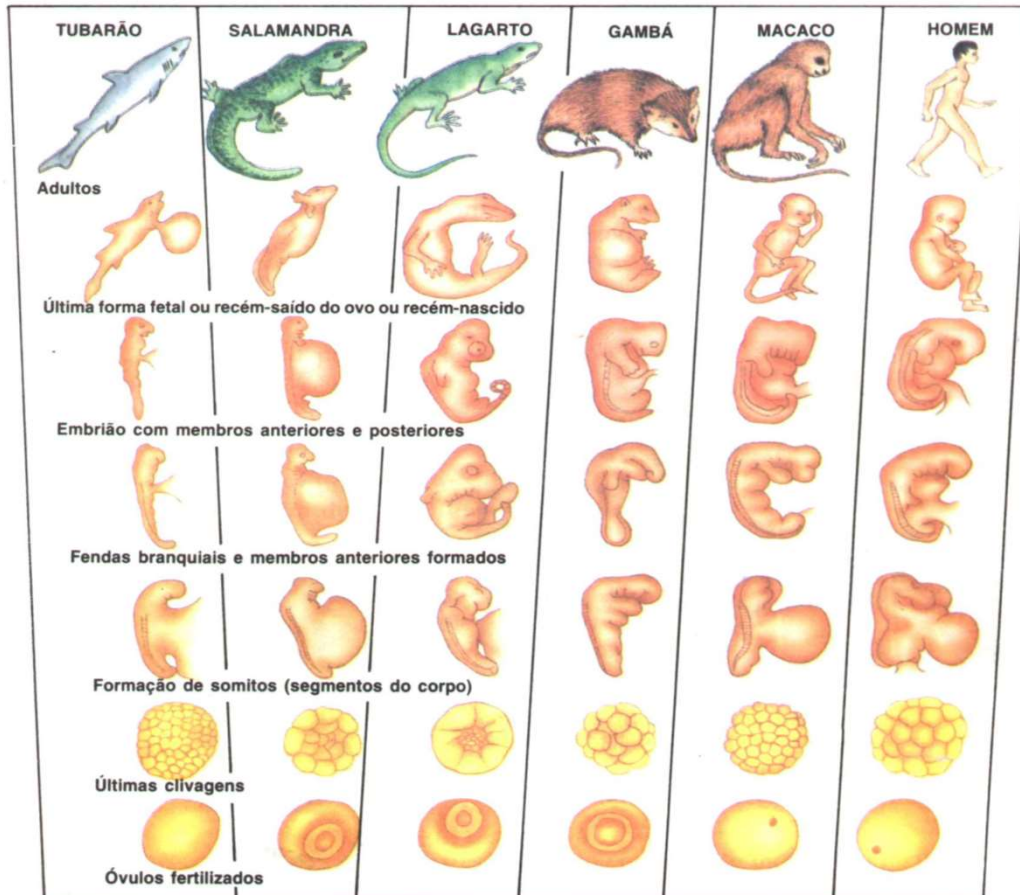 TUBARÃO SALAMANDRA LAGARTO GAMBÁ MACACO HOMEM
Adultos
Última forma fetal ou recém-saído do ovo ou recém-nascido
Embrião com membros anteriores e posteriores
Fendas branquiais e membros anteriores formados
Formação de somitos (segmentos do corpo)
Últimas clivagens
Óvulos fertilizados